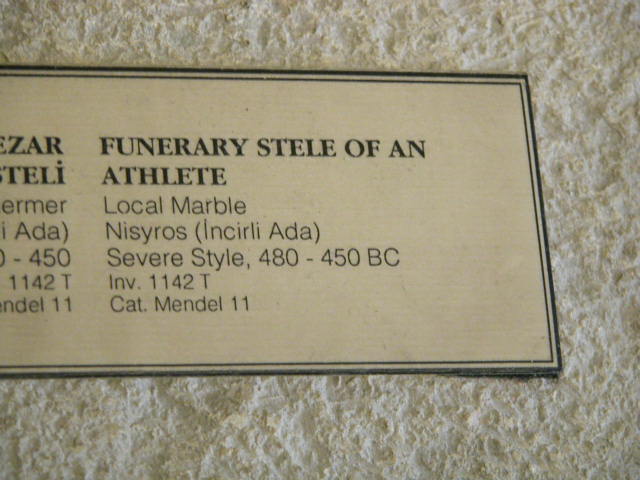 EZAR FUNERARY STELE OF AN
STELİ ATHLETE
ermer Local Marble
i Ada) Nisyros (İncirli Ada)
0 - 450 Severe Style, 480 - 450 BC
1142 T Inv. 1142 T
endel 11 Cat. Mendel 11